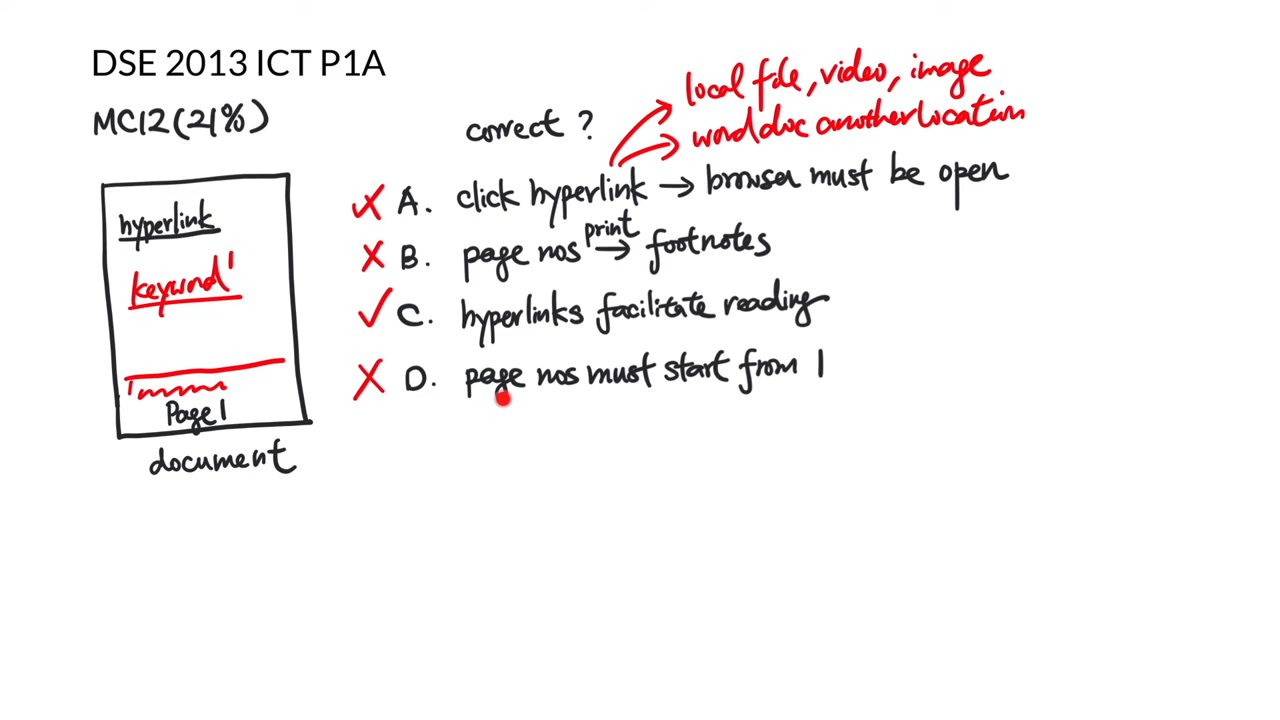 DSE 2013 ICT P1A
MC12(21%)
correct ?
local file, video, image
word doc another location
✗ A. click hyperlink → browser must be open
✗ B. page nos print→ footnotes
✓ C. hyperlinks facilitate reading
✗ D. page nos must start from 1
hyperlink
keyword¹
1
Page 1
document